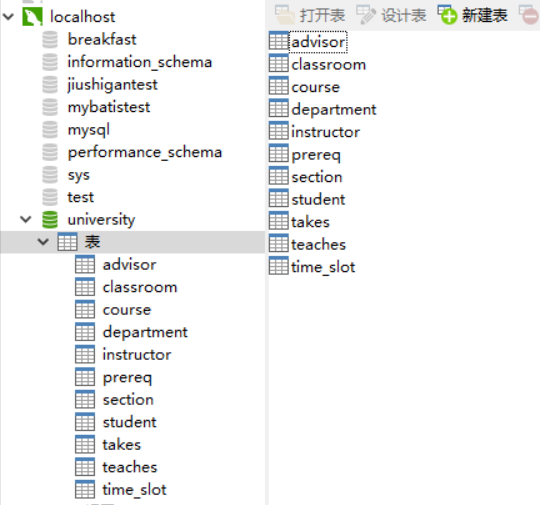 localhost
breakfast
information_schema
jiushigantest
mybatistest
mysql
performance_schema
sys
test
university
表
advisor
classroom
course
department
instructor
prereq
section
student
takes
teaches
time_slot
打开表 设计表 新建表
advisor
classroom
course
department
instructor
prereq
section
student
takes
teaches
time_slot